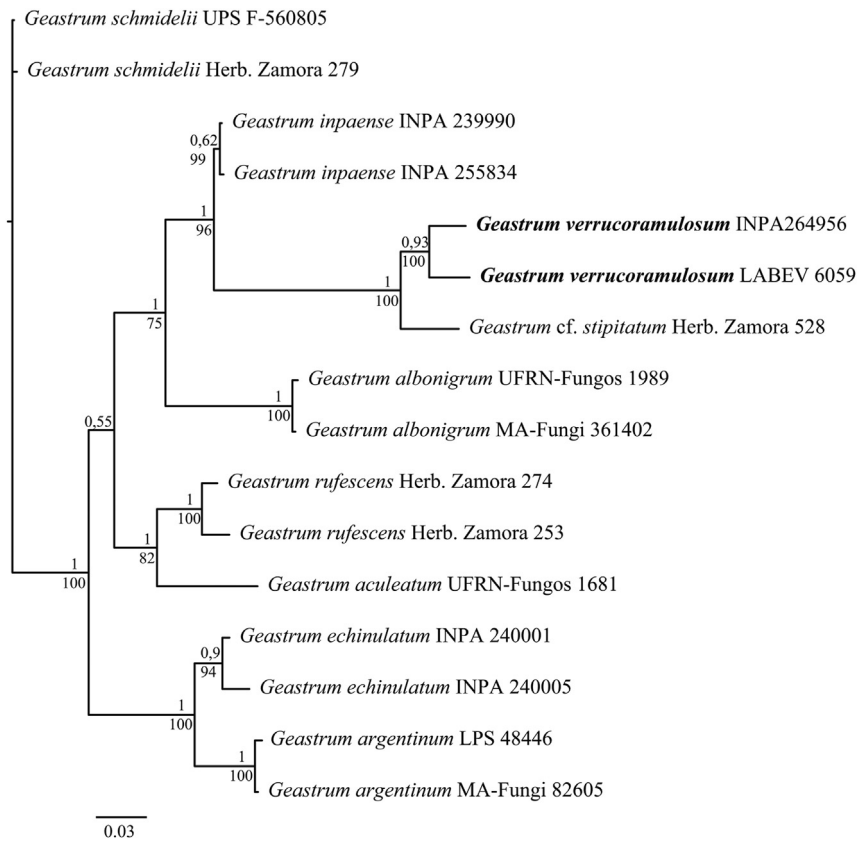 Geastrum schmidelii UPS F-560805
Geastrum schmidelii Herb. Zamora 279
Geastrum inpaense INPA 239990
0,62
99
Geastrum inpaense INPA 255834
1
96
Geastrum verrucoramulosum INPA264956
0,93
100
Geastrum verrucoramulosum LABEV 6059
1
100
Geastrum cf. stipitatum Herb. Zamora 528
1
75
Geastrum albonigrum UFRN-Fungos 1989
1
100
Geastrum albonigrum MA-Fungi 361402
0,55
Geastrum rufescens Herb. Zamora 274
1
100
Geastrum rufescens Herb. Zamora 253
1
82
Geastrum aculeatum UFRN-Fungos 1681
1
100
Geastrum echinulatum INPA 240001
0,9
94
Geastrum echinulatum INPA 240005
1
100
Geastrum argentinum LPS 48446
1
100
Geastrum argentinum MA-Fungi 82605
0.03